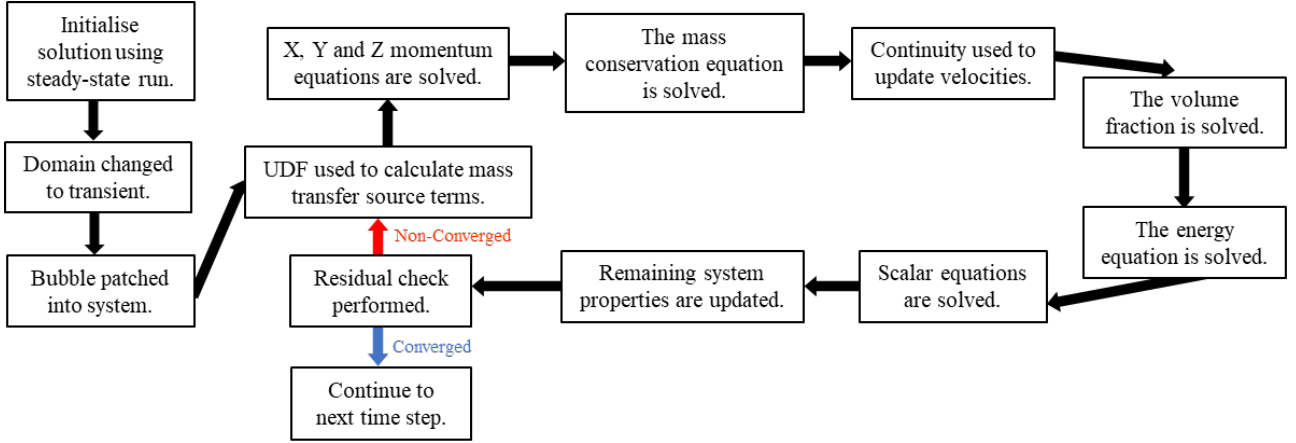 Initialise
solution using
steady-state run.
Domain changed
to transient.
Bubble patched
into system.
UDF used to calculate mass
transfer source terms.
X, Y and Z momentum
equations are solved.
The mass
conservation equation
is solved.
Continuity used to
update velocities.
The volume
fraction is solved.
The energy
equation is solved.
Scalar equations
are solved.
Remaining system
properties are updated.
Residual check
performed.
Non-Converged
Converged
Continue to
next time step.